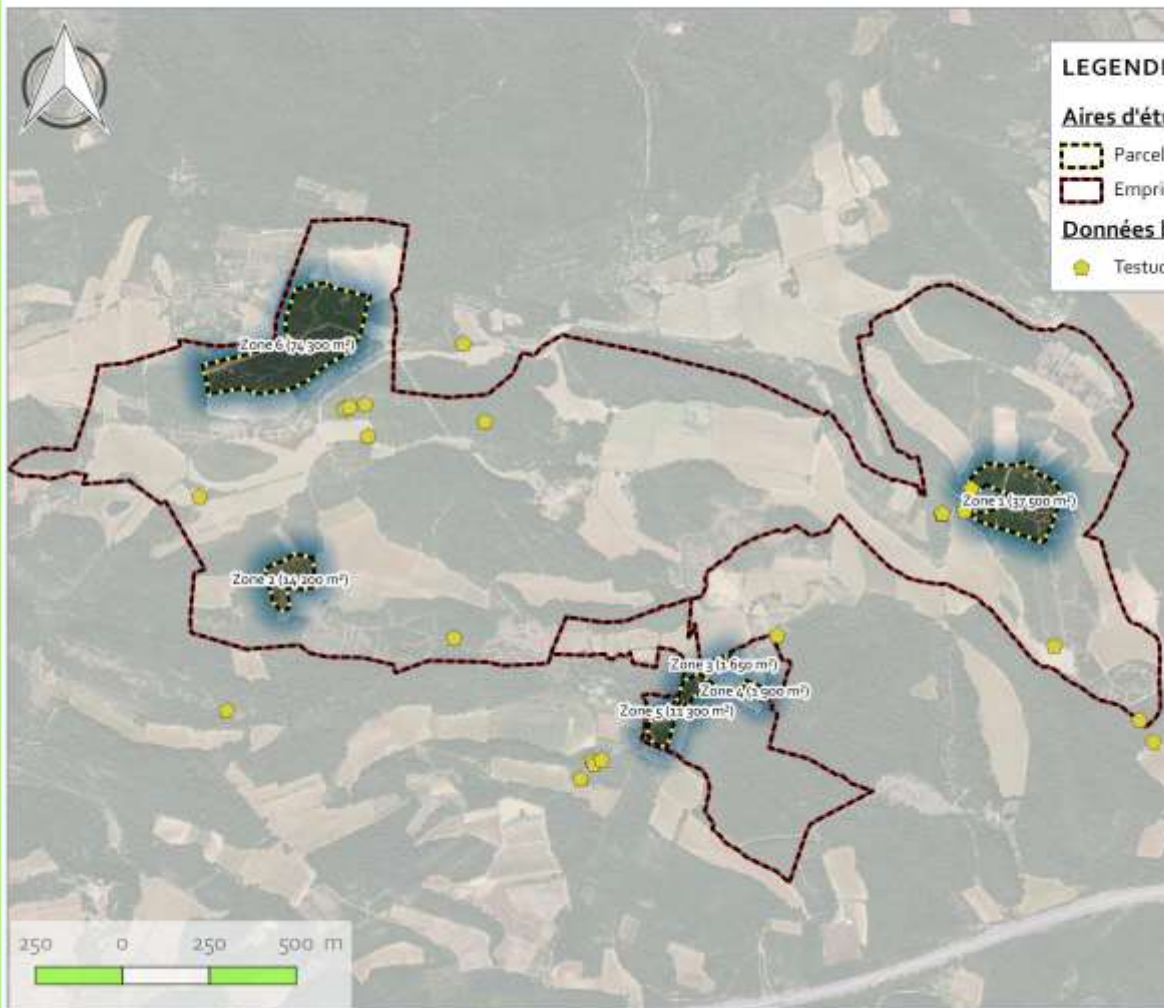 LEGENDE
Aires d'étu
Parcel
Empri
Données
Testud
Zone 6 (74 300 m²)
Zone 1 (37 500 m²)
Zone 2 (14 200 m²)
Zone 3 (1 650 m²)
Zone 4 (1 900 m²)
Zone 5 (11 300 m²)
250 0 250 500 m